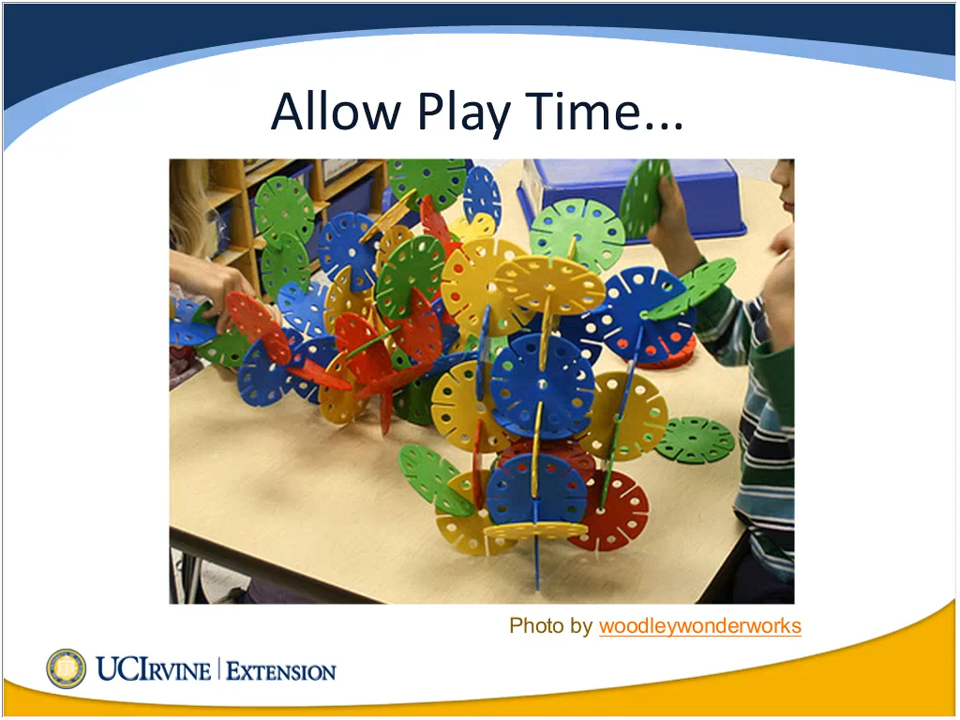 Allow Play Time...
Photo by woodleywonderworks
UCIRVINE | EXTENSION